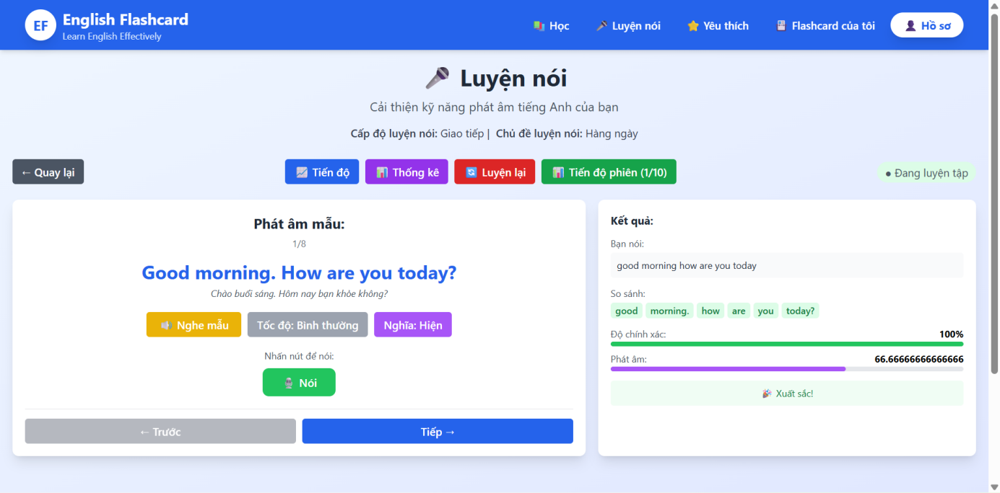 EF
English Flashcard
Learn English Effectively
Học
Luyện nói
Yêu thích
Flashcard của tôi
Hồ sơ
Luyện nói
Cải thiện kỹ năng phát âm tiếng Anh của bạn
Cấp độ luyện nói: Giao tiếp | Chủ đề luyện nói: Hàng ngày
← Quay lại
Tiến độ
Thống kê
Luyện lại
Tiến độ phiên (1/10)
● Đang luyện tập
Phát âm mẫu:
1/8
Good morning. How are you today?
Chào buổi sáng. Hôm nay bạn khỏe không?
Nghe mẫu
Tốc độ: Bình thường
Nghĩa: Hiện
Nhấn nút để nói:
Nói
← Trước
Tiếp →
Kết quả:
Bạn nói:
good morning how are you today
So sánh:
good morning. how are you today?
Độ chính xác: 100%
Phát âm: 66.66666666666666
Xuất sắc!